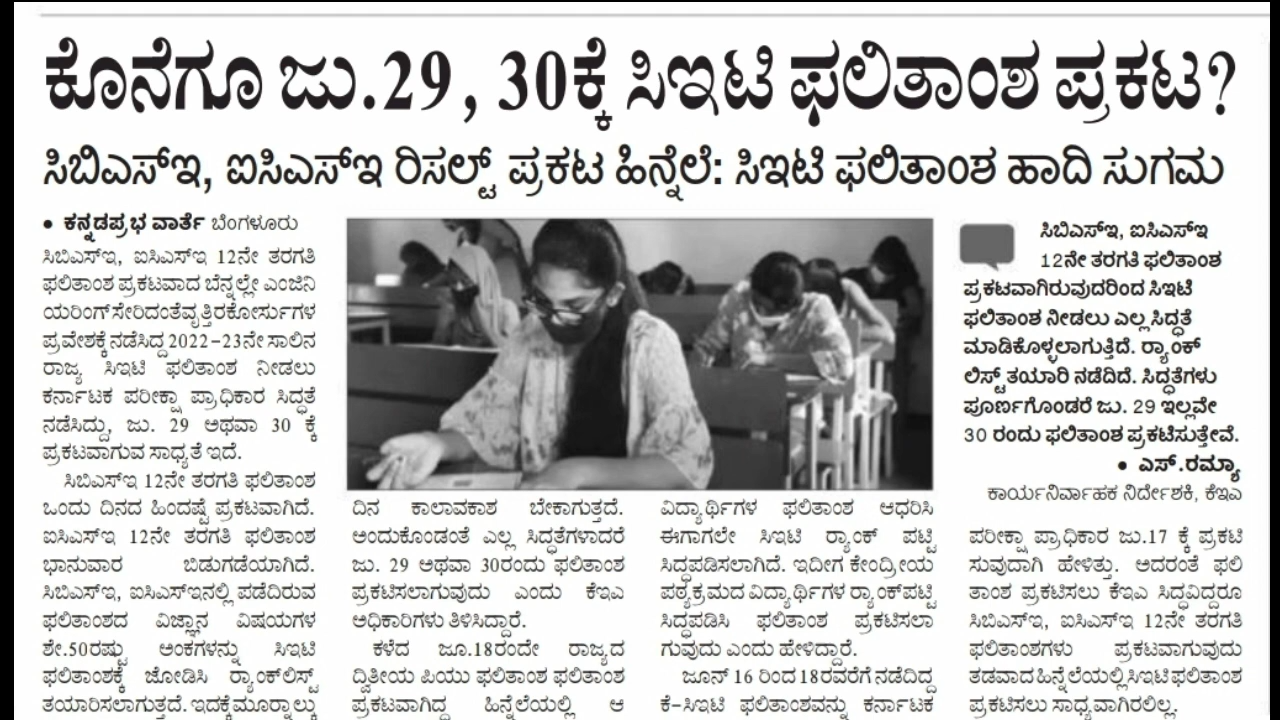 ಕೊನೆಗೂ ಜು.29, 30ಕ್ಕೆ ಸಿಇಟಿ ಫಲಿತಾಂಶ ಪ್ರಕಟ?
ಸಿಬಿಎಸ್‌ಇ, ಐಸಿಎಸ್‌ಇ ರಿಸಲ್ಟ್ ಪ್ರಕಟ ಹಿನ್ನೆಲೆ: ಸಿಇಟಿ ಫಲಿತಾಂಶ ಹಾದಿ ಸುಗಮ
• ಕನ್ನಡಪ್ರಭ ವಾರ್ತೆ ಬೆಂಗಳೂರು
ಸಿಬಿಎಸ್‌ಇ, ಐಸಿಎಸ್‌ಇ 12ನೇ ತರಗತಿ
ಫಲಿತಾಂಶ ಪ್ರಕಟವಾದ ಬೆನ್ನಲ್ಲೇ ಎಂಜಿನಿ
ಯರಿಂಗ್ ಸೇರಿದಂತೆ ವೃತ್ತಿರಕೋರ್ಸುಗಳ
ಪ್ರವೇಶಕ್ಕೆ ನಡೆಸಿದ್ದ 2022-23ನೇ ಸಾಲಿನ
ರಾಜ್ಯ ಸಿಇಟಿ ಫಲಿತಾಂಶ ನೀಡಲು
ಕರ್ನಾಟಕ ಪರೀಕ್ಷಾ ಪ್ರಾಧಿಕಾರ ಸಿದ್ಧತೆ
ನಡೆಸಿದ್ದು, ಜು. 29 ಅಥವಾ 30 ಕ್ಕೆ
ಪ್ರಕಟವಾಗುವ ಸಾಧ್ಯತೆ ಇದೆ.
ಸಿಬಿಎಸ್‌ಇ 12ನೇ ತರಗತಿ ಫಲಿತಾಂಶ
ಒಂದು ದಿನದ ಹಿಂದಷ್ಟೆ ಪ್ರಕಟವಾಗಿದೆ.
ಐಸಿಎಸ್‌ಇ 12ನೇ ತರಗತಿ ಫಲಿತಾಂಶ
ಭಾನುವಾರ ಬಿಡುಗಡೆಯಾಗಿದೆ.
ಸಿಬಿಎಸ್‌ಇ, ಐಸಿಎಸ್‌ಇನಲ್ಲಿ ಪಡೆದಿರುವ
ಫಲಿತಾಂಶದ ವಿಜ್ಞಾನ ವಿಷಯಗಳ
ಶೇ.50ರಷ್ಟು ಅಂಕಗಳನ್ನು ಸಿಇಟಿ
ಫಲಿತಾಂಶಕ್ಕೆ ಜೋಡಿಸಿ ರ‍್ಯಾಂಕ್‌ಲಿಸ್ಟ್
ತಯಾರಿಸಲಾಗುತ್ತದೆ. ಇದಕ್ಕೆ ಮೂರ್ನಾಲ್ಕು
ದಿನ ಕಾಲಾವಕಾಶ ಬೇಕಾಗುತ್ತದೆ.
ಅಂದುಕೊಂಡಂತೆ ಎಲ್ಲ ಸಿದ್ಧತೆಗಳಾದರೆ
ಜು. 29 ಅಥವಾ 30ರಂದು ಫಲಿತಾಂಶ
ಪ್ರಕಟಿಸಲಾಗುವುದು ಎಂದು ಕೆಇಎ
ಅಧಿಕಾರಿಗಳು ತಿಳಿಸಿದ್ದಾರೆ.
ಕಳೆದ ಜೂ.18ರಂದೇ ರಾಜ್ಯದ
ದ್ವಿತೀಯ ಪಿಯು ಫಲಿತಾಂಶ ಫಲಿತಾಂಶ
ಪ್ರಕಟವಾಗಿದ್ದ ಹಿನ್ನೆಲೆಯಲ್ಲಿ ಆ
ವಿದ್ಯಾರ್ಥಿಗಳ ಫಲಿತಾಂಶ ಆಧರಿಸಿ
ಈಗಾಗಲೇ ಸಿಇಟಿ ರ‍್ಯಾಂಕ್ ಪಟ್ಟಿ
ಸಿದ್ಧಪಡಿಸಲಾಗಿದೆ. ಇದೀಗ ಕೇಂದ್ರೀಯ
ಪಠ್ಯಕ್ರಮದ ವಿದ್ಯಾರ್ಥಿಗಳ ರ‍್ಯಾಂಕ್‌ಪಟ್ಟಿ
ಸಿದ್ಧಪಡಿಸಿ ಫಲಿತಾಂಶ ಪ್ರಕಟಿಸಲಾ
ಗುವುದು ಎಂದು ಹೇಳಿದ್ದಾರೆ.
ಜೂನ್ 16 ರಿಂದ 18ರವರೆಗೆ ನಡೆದಿದ್ದ
ಕೆ-ಸಿಇಟಿ ಫಲಿತಾಂಶವನ್ನು ಕರ್ನಾಟಕ
ಸಿಬಿಎಸ್‌ಇ, ಐಸಿಎಸ್‌ಇ
12ನೇ ತರಗತಿ ಫಲಿತಾಂಶ
ಪ್ರಕಟವಾಗಿರುವುದರಿಂದ ಸಿಇಟಿ
ಫಲಿತಾಂಶ ನೀಡಲು ಎಲ್ಲ ಸಿದ್ಧತೆ
ಮಾಡಿಕೊಳ್ಳಲಾಗುತ್ತಿದೆ. ರ‍್ಯಾಂಕ್
ಲಿಸ್ಟ್ ತಯಾರಿ ನಡೆದಿದೆ. ಸಿದ್ಧತೆಗಳು
ಪೂರ್ಣಗೊಂಡರೆ ಜು. 29 ಇಲ್ಲವೇ
30 ರಂದು ಫಲಿತಾಂಶ ಪ್ರಕಟಿಸುತ್ತೇವೆ.
• ಎಸ್.ರಮ್ಯಾ
ಕಾರ್ಯನಿರ್ವಾಹಕ ನಿರ್ದೇಶಕಿ, ಕೆಇಎ
ಪರೀಕ್ಷಾ ಪ್ರಾಧಿಕಾರ ಜು.17 ಕ್ಕೆ ಪ್ರಕಟಿ
ಸುವುದಾಗಿ ಹೇಳಿತ್ತು. ಅದರಂತೆ ಫಲಿ
ತಾಂಶ ಪ್ರಕಟಿಸಲು ಕೆಇಎ ಸಿದ್ಧವಿದ್ದರೂ
ಸಿಬಿಎಸ್‌ಇ, ಐಸಿಎಸ್‌ಇ 12ನೇ ತರಗತಿ
ಫಲಿತಾಂಶಗಳು ಪ್ರಕಟವಾಗುವುದು
ತಡವಾದ ಹಿನ್ನೆಲೆಯಲ್ಲಿ ಸಿಇಟಿ ಫಲಿತಾಂಶ
ಪ್ರಕಟಿಸಲು ಸಾಧ್ಯವಾಗಿರಲಿಲ್ಲ.